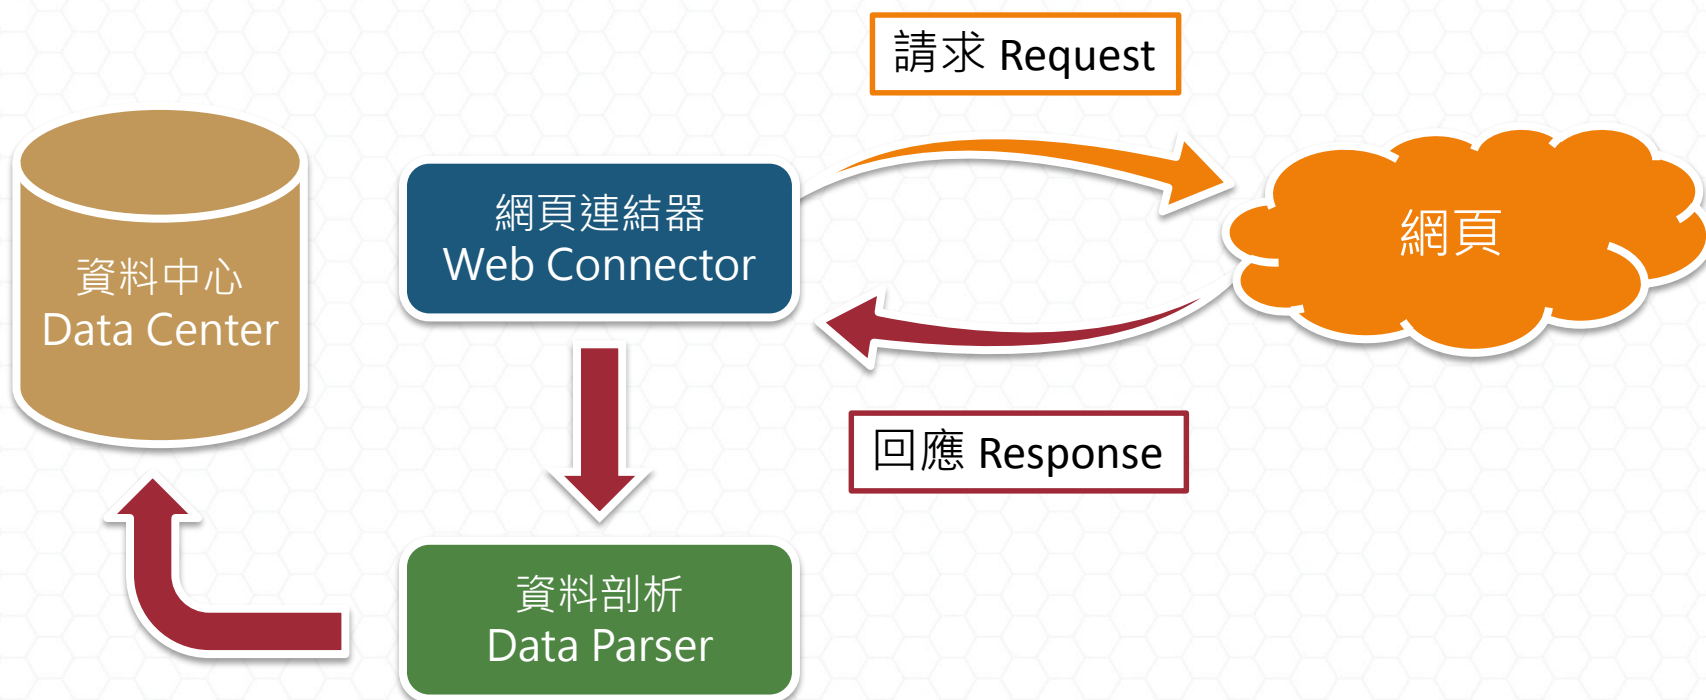 請求 Request
資料中心
Data Center
網頁連結器
Web Connector
網頁
回應 Response
資料剖析
Data Parser